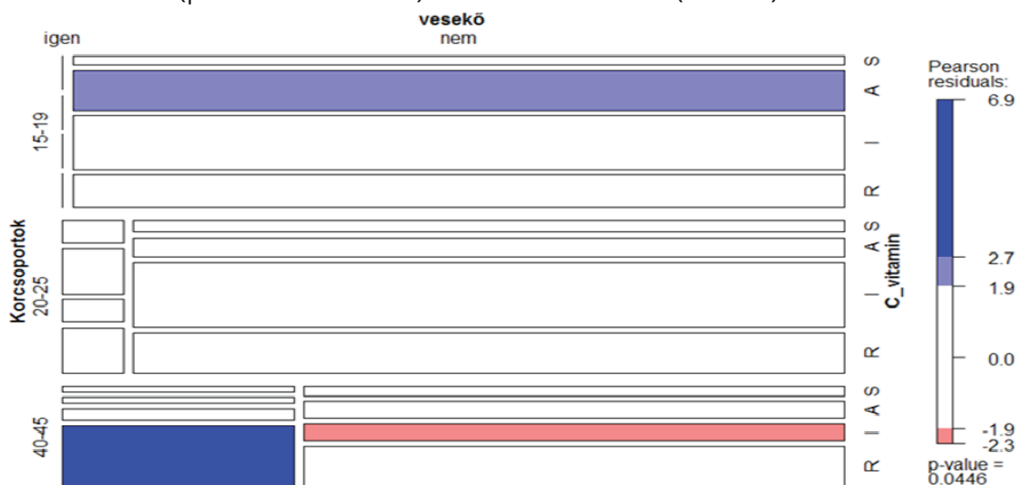 vesekő
igen nem
Korcsoportok
15-19
20-25
40-45
S
A
I
R
S
A
I
R
S
A
I
R
C_vitamin
Pearson
residuals:
6.9
2.7
1.9
0.0
-1.9
-2.3
p-value =
0.0446